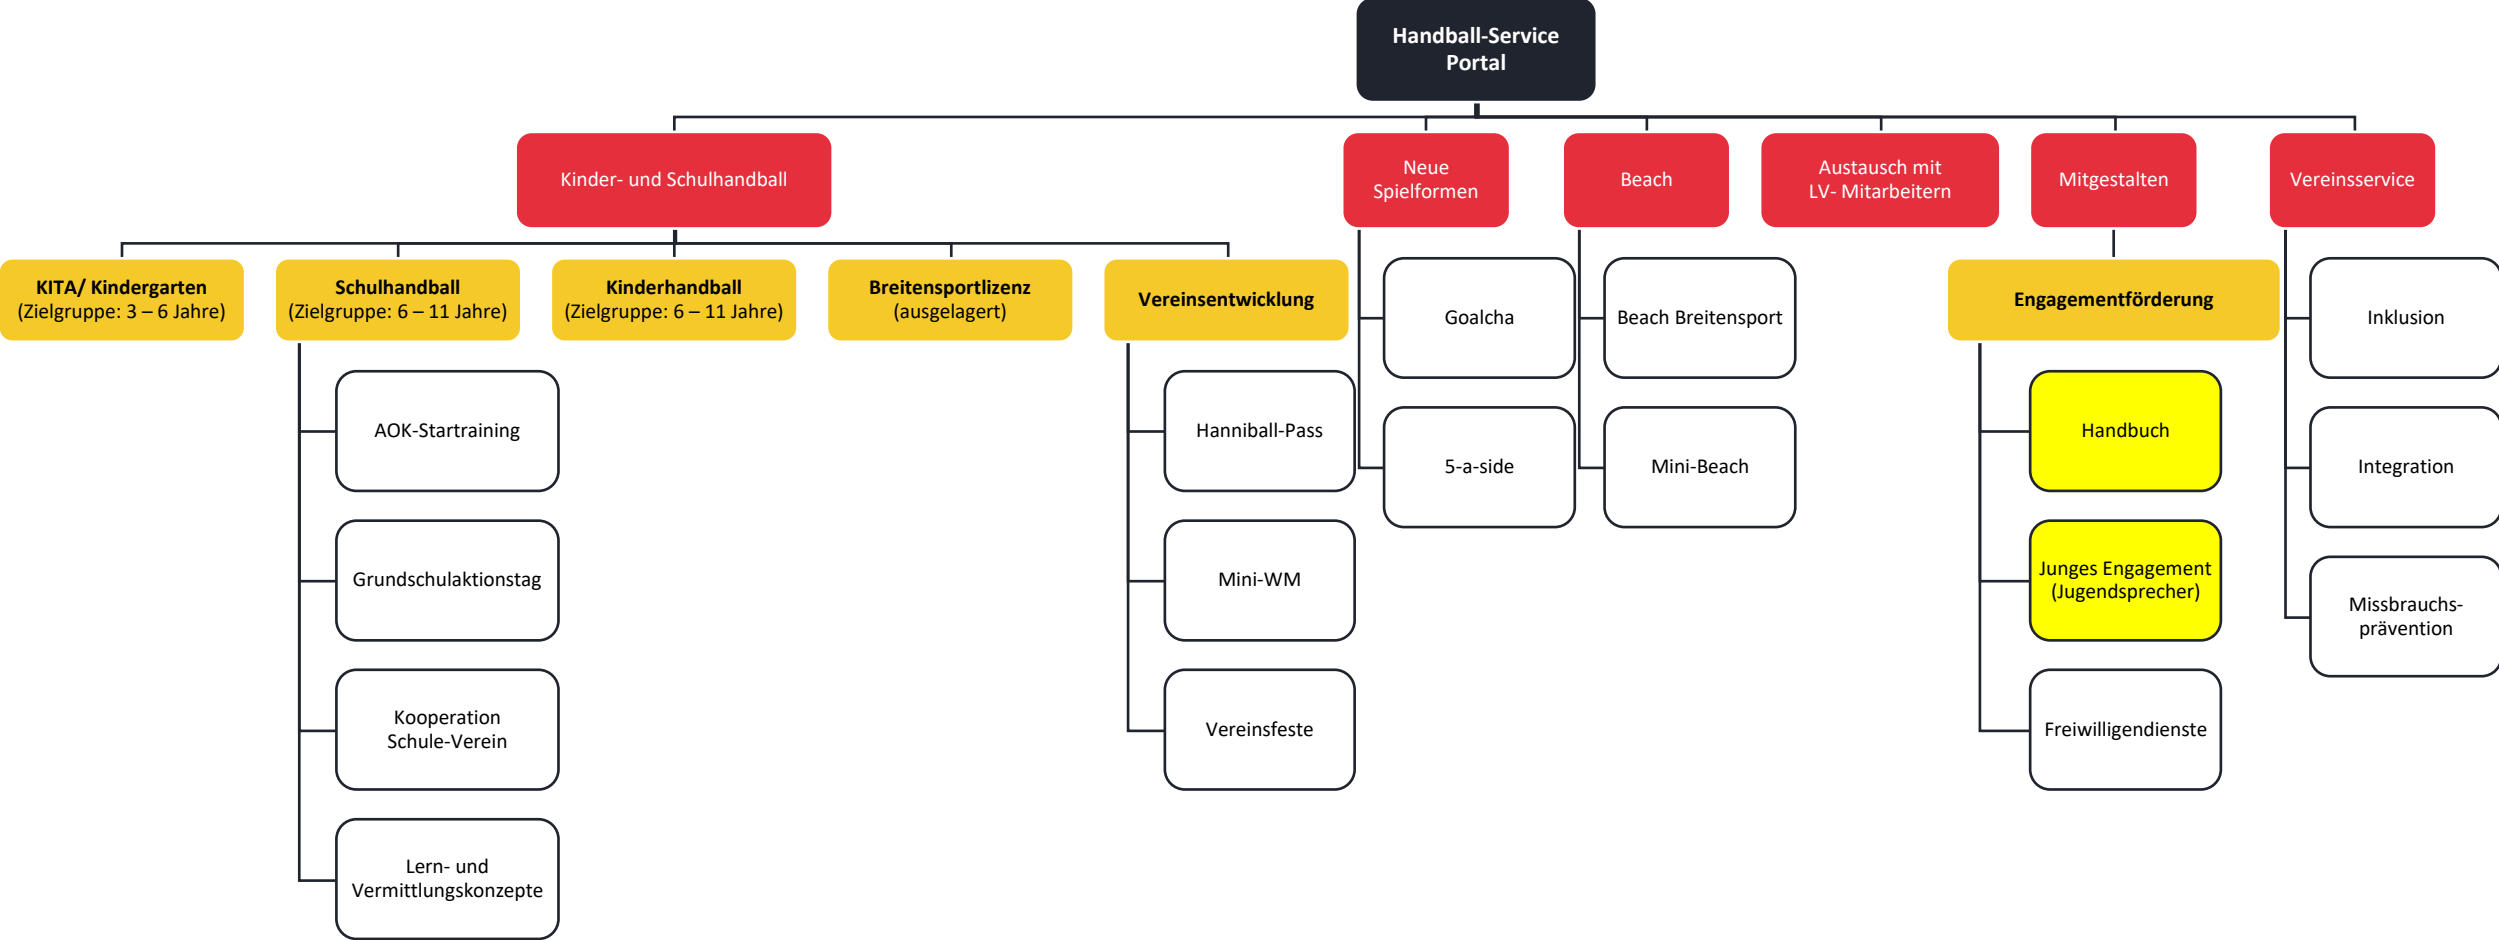 Handball-Service
Portal
Kinder- und Schulhandball
Neue
Spielformen
Beach
Austausch mit
LV- Mitarbeitern
Mitgestalten
Vereinsservice
KITA/ Kindergarten
(Zielgruppe: 3 – 6 Jahre)
Schulhandball
(Zielgruppe: 6 – 11 Jahre)
Kinderhandball
(Zielgruppe: 6 – 11 Jahre)
Breitensportlizenz
(ausgelagert)
Vereinsentwicklung
Engagementförderung
AOK-Startraining
Grundschulaktionstag
Kooperation
Schule-Verein
Lern- und
Vermittlungskonzepte
Hanniball-Pass
Mini-WM
Vereinsfeste
Goalcha
5-a-side
Beach Breitensport
Mini-Beach
Handbuch
Junges Engagement
(Jugendsprecher)
Freiwilligendienste
Inklusion
Integration
Missbrauchs-
prävention